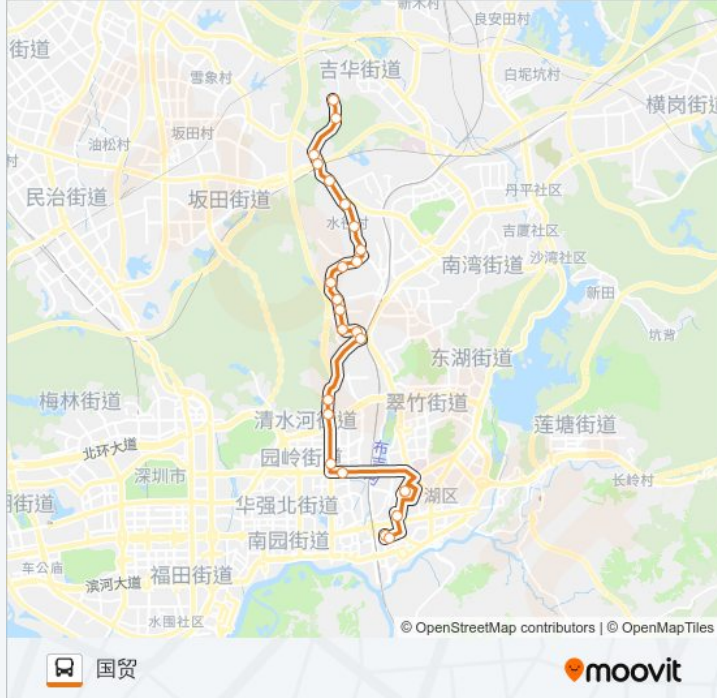 新木村
良安田村
街道
吉华街道
雪象村
白坭坑村
横岗街道
坂田村
油松村
村
丹平社区
民治街道
坂田街道
水径村
吉厦社区
沙湾社区
南湾街道
新田
坑背
东湖街道
梅林街道
翠竹街道
清水河街道
莲塘街道
北环大道
布吉
园岭街
深圳市
长岭村
湖街道
华强北街道
湖区
南园街道
车公庙
福田街道
滨河大道
水围社区
© OpenStreetMap contributors | © OpenMapTiles
国贸
moovit